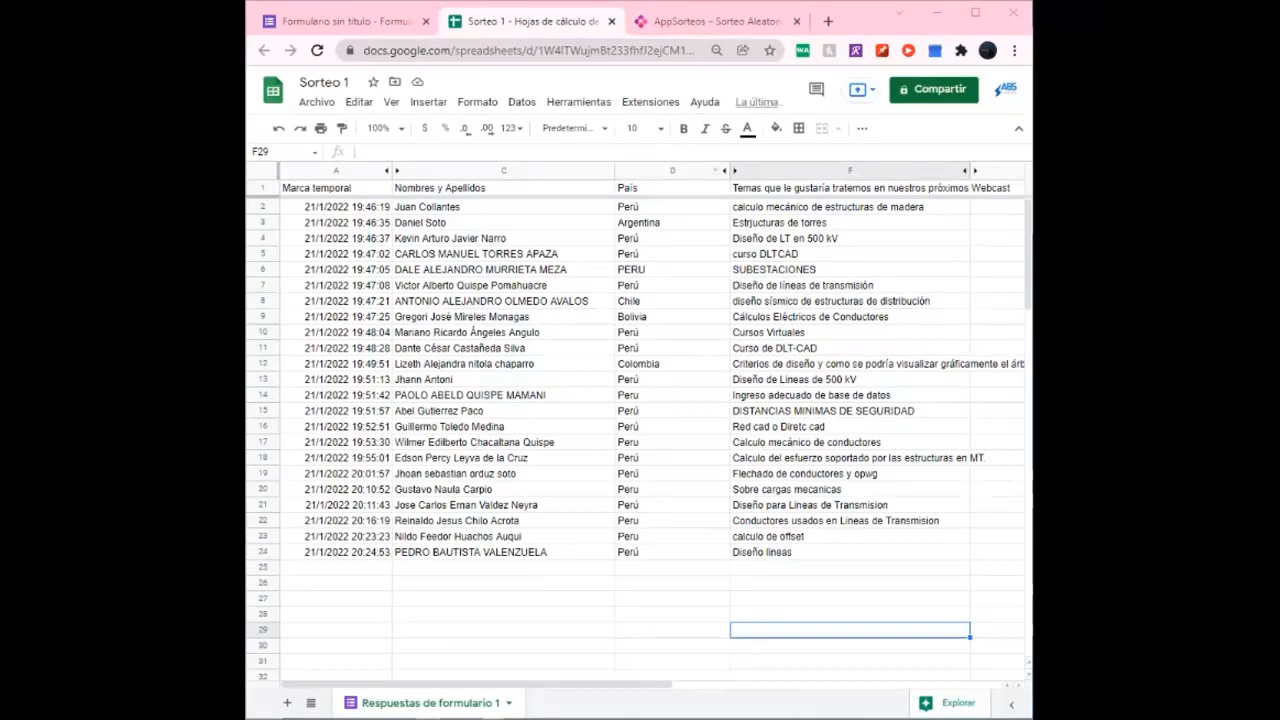 Formulario sin título - Formul
Sorteo 1 - Hojas de cálculo de
AppSorteos – Sorteo Aleator
docs.google.com/spreadsheets/d/1W4lTWujmBt233fhfJ2ejCM1...
Sorteo 1
Archivo Editar Ver Insertar Formato Datos Herramientas Extensiones Ayuda La última...
Compartir
ABS
100% $ % .0 .00 123 Predetermi... 10
F29
A C D F
1 Marca temporal Nombres y Apellidos País Temas que le gustaría tratemos en nuestros próximos Webcast
2 21/1/2022 19:46:19 Juan Collantes Perú calculo mecánico de estructuras de madera
3 21/1/2022 19:46:35 Daniel Soto Argentina Estrjucturas de torres
4 21/1/2022 19:46:37 Kevin Arturo Javier Narro Perú Diseño de LT en 500 kV
5 21/1/2022 19:47:02 CARLOS MANUEL TORRES APAZA Perú curso DLTCAD
6 21/1/2022 19:47:05 DALE ALEJANDRO MURRIETA MEZA PERU SUBESTACIONES
7 21/1/2022 19:47:08 Victor Alberto Quispe Pomahuacre Perú Diseño de líneas de transmisión
8 21/1/2022 19:47:21 ANTONIO ALEJANDRO OLMEDO AVALOS Chile diseño sísmico de estructuras de distribución
9 21/1/2022 19:47:25 Gregori José Mireles Monagas Bolivia Cálculos Eléctricos de Conductores
10 21/1/2022 19:48:04 Mariano Ricardo Ángeles Angulo Perú Cursos Virtuales
11 21/1/2022 19:48:28 Dante César Castañeda Silva Perú Curso de DLT-CAD
12 21/1/2022 19:49:51 Lizeth Alejandra nitola chaparro Colombia Criterios de diseño y como se podría visualizar gráficamente el árb
13 21/1/2022 19:51:13 Jhann Antoni Perú Diseño de Lineas de 500 kV
14 21/1/2022 19:51:42 PAOLO ABELD QUISPE MAMANI Peru Ingreso adecuado de base de datos
15 21/1/2022 19:51:57 Abel Gutierrez Paco Perú DISTANCIAS MINIMAS DE SEGURIDAD
16 21/1/2022 19:52:51 Guillermo Toledo Medina Perú Red cad o Diretc cad
17 21/1/2022 19:53:30 Wilmer Edilberto Chacaltana Quispe Peru Calculo mecánico de conductores
18 21/1/2022 19:55:01 Edson Percy Leyva de la Cruz Perú Calculo del esfuerzo soportado por las estructuras en MT.
19 21/1/2022 20:01:57 Jhoan sebastian orduz soto Perú Flechado de conductores y opwg
20 21/1/2022 20:10:52 Gustavo Naula Carpio Peru Sobre cargas mecanicas
21 21/1/2022 20:11:43 Jose Carlos Ernan Valdez Neyra Perú Diseño para Lineas de Transmision
22 21/1/2022 20:16:19 Reinaldo Jesus Chilo Acrota Peru Conductores usados en Lineas de Transmision
23 21/1/2022 20:23:23 Nildo Feedor Huachos Auqui Peru calculo de offset
24 21/1/2022 20:24:53 PEDRO BAUTISTA VALENZUELA Perú Diseño lineas
25
26
27
28
29
30
31
32
Respuestas de formulario 1
Explorar